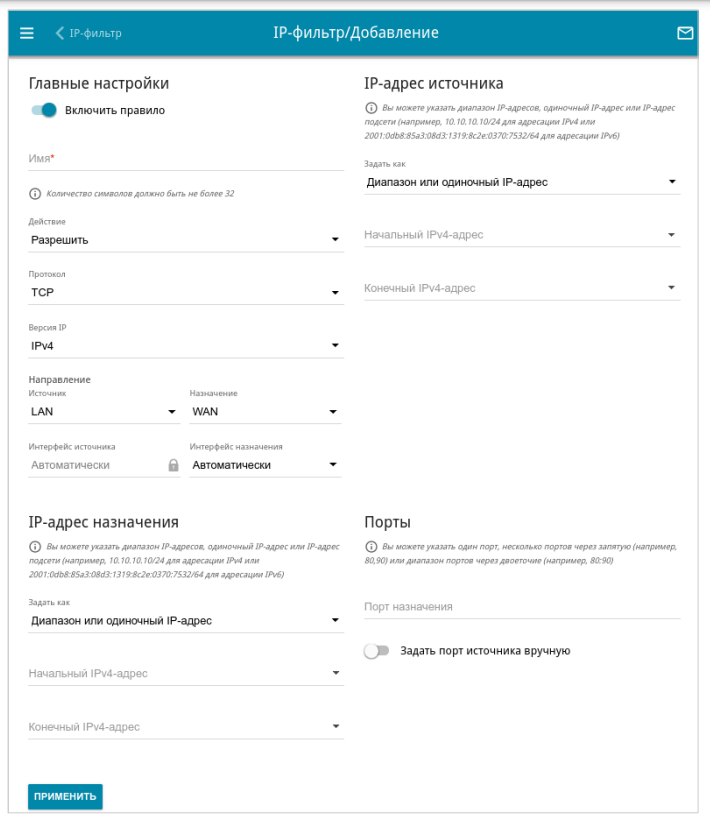 IP-фильтр
IP-фильтр/Добавление
Главные настройки
Включить правило
Имя*
Количество символов должно быть не более 32
Действие
Разрешить
Протокол
TCP
Версия IP
IPv4
Направление
Источник
LAN
Назначение
WAN
Интерфейс источника
Автоматически
Интерфейс назначения
Автоматически
IP-адрес источника
Вы можете указать диапазон IP-адресов, одиночный IP-адрес или IP-адрес
подсети (например, 10.10.10.10/24 для адресации IPv4 или
2001:0db8:85a3:08d3:1319:8c2e:0370:7532/64 для адресации IPv6)
Задать как
Диапазон или одиночный IP-адрес
Начальный IPv4-адрес
Конечный IPv4-адрес
IP-адрес назначения
Вы можете указать диапазон IP-адресов, одиночный IP-адрес или IP-адрес
подсети (например, 10.10.10.10/24 для адресации IPv4 или
2001:0db8:85a3:08d3:1319:8c2e:0370:7532/64 для адресации IPv6)
Задать как
Диапазон или одиночный IP-адрес
Начальный IPv4-адрес
Конечный IPv4-адрес
Порты
Вы можете указать один порт, несколько портов через запятую (например,
80,90) или диапазон портов через двоеточие (например, 80:90)
Порт назначения
Задать порт источника вручную
ПРИМЕНИТЬ